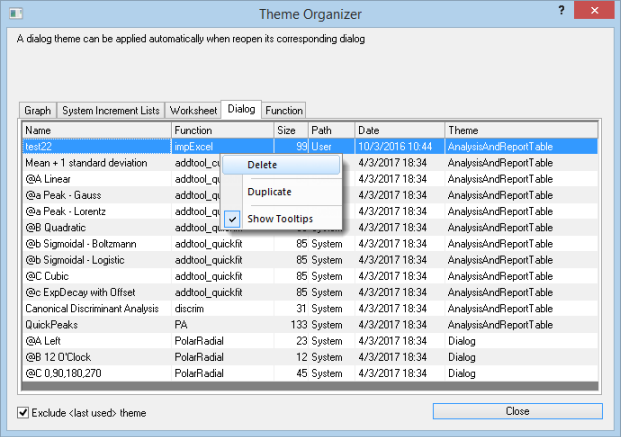 Theme Organizer
?
A dialog theme can be applied automatically when reopen its corresponding dialog
Graph System Increment Lists Worksheet Dialog Function
Name Function Size Path Date Theme
test22 impExcel 99 User 10/3/2016 10:44 AnalysisAndReportTable
Mean + 1 standard deviation addtool_cu 4/3/2017 18:34 AnalysisAndReportTable
@A Linear addtool_qu 4/3/2017 18:34 AnalysisAndReportTable
@a Peak - Gauss addtool_qu 4/3/2017 18:34 AnalysisAndReportTable
@a Peak - Lorentz addtool_qu 4/3/2017 18:34 AnalysisAndReportTable
@B Quadratic addtool_qu 4/3/2017 18:34 AnalysisAndReportTable
@b Sigmoidal - Boltzmann addtool_quickfit 85 System 4/3/2017 18:34 AnalysisAndReportTable
@b Sigmoidal - Logistic addtool_quickfit 85 System 4/3/2017 18:34 AnalysisAndReportTable
@C Cubic addtool_quickfit 85 System 4/3/2017 18:34 AnalysisAndReportTable
@c ExpDecay with Offset addtool_quickfit 85 System 4/3/2017 18:34 AnalysisAndReportTable
Canonical Discriminant Analysis discrim 31 System 4/3/2017 18:34 AnalysisAndReportTable
QuickPeaks PA 133 System 4/3/2017 18:34 AnalysisAndReportTable
@A Left PolarRadial 23 System 4/3/2017 18:34 Dialog
@B 12 O'Clock PolarRadial 12 System 4/3/2017 18:34 Dialog
@C 0,90,180,270 PolarRadial 45 System 4/3/2017 18:34 Dialog
Delete
Duplicate
Show Tooltips
Exclude <last used> theme
Close